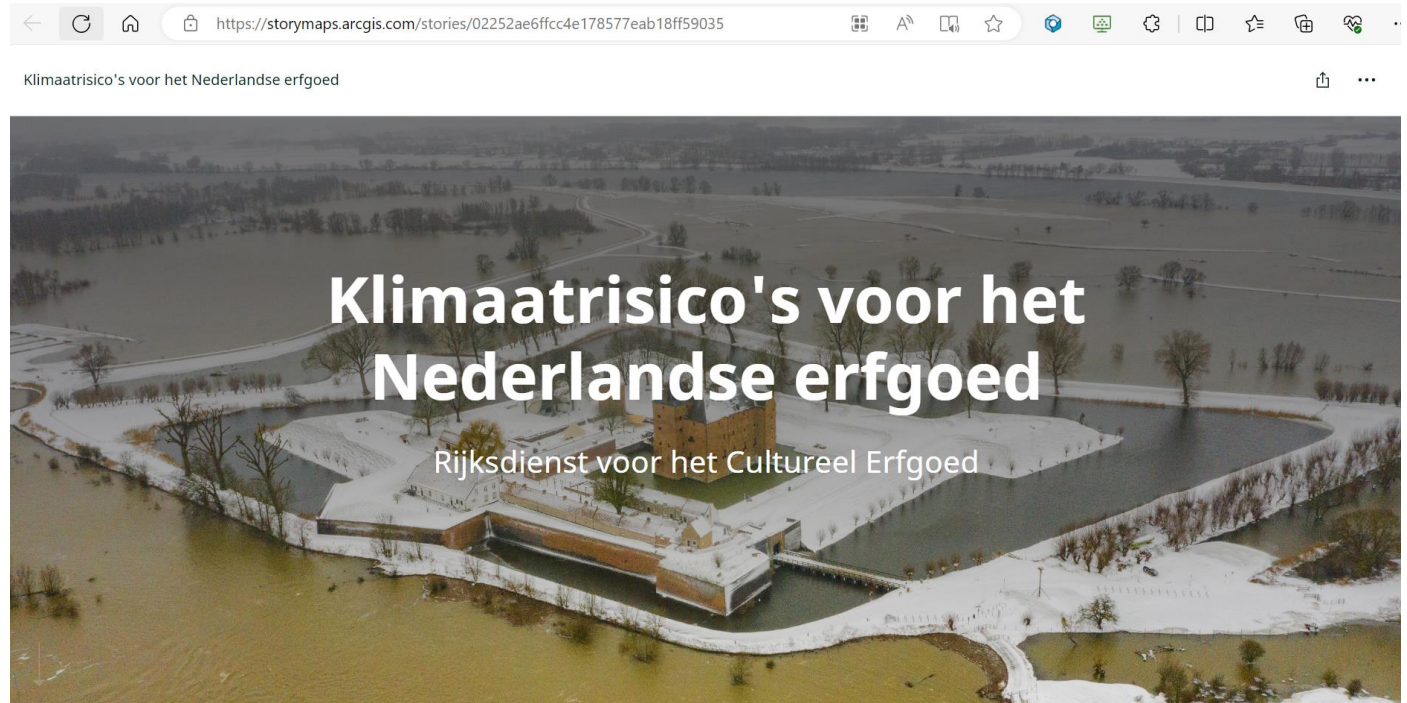 https://storymaps.arcgis.com/stories/02252ae6ffcc4e178577eab18ff59035
Klimaatrisico's voor het Nederlandse erfgoed
Klimaatrisico's voor het
Nederlandse erfgoed
Rijksdienst voor het Cultureel Erfgoed